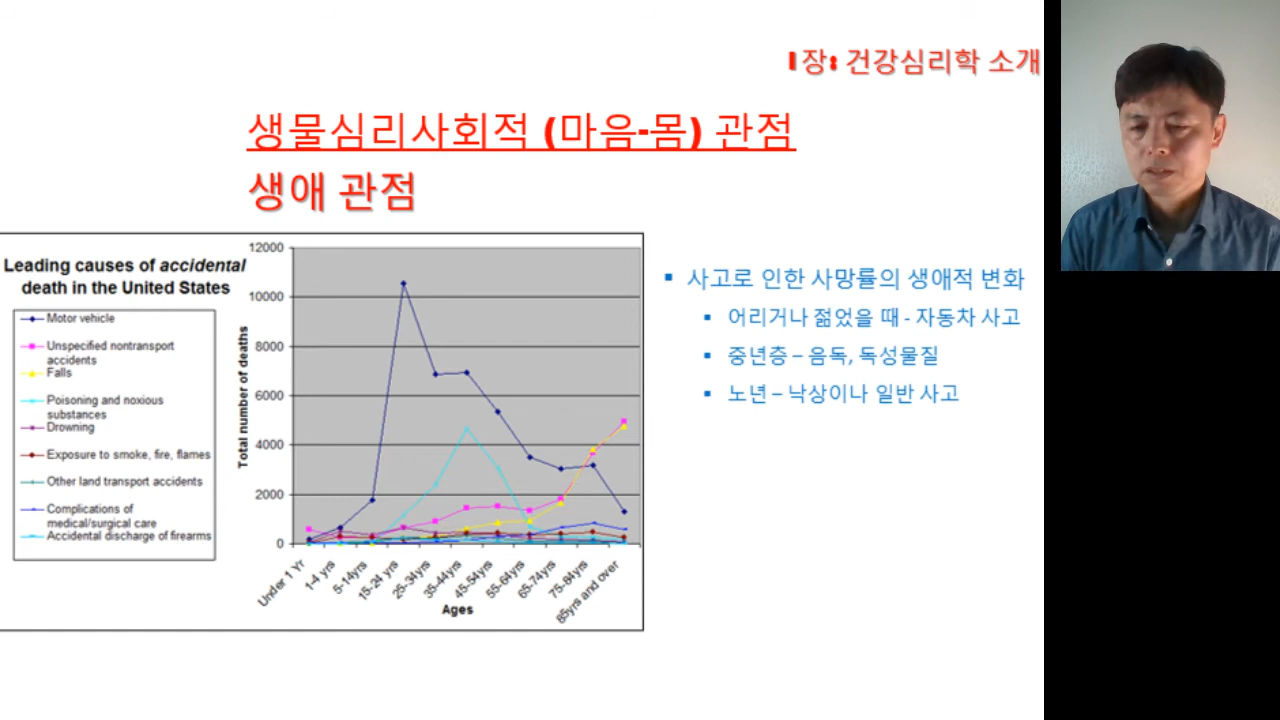 1장: 건강심리학 소개
생물심리사회적 (마음-몸) 관점
생애 관점
Leading causes of accidental
death in the United States
Motor vehicle
Unspecified nontransport
accidents
Falls
Poisoning and noxious
substances
Drowning
Exposure to smoke, fire, flames
Other land transport accidents
Complications of
medical/surgical care
Accidental discharge of firearms
Total number of deaths
12000
10000
8000
6000
4000
2000
0
Under 1 Yr
1-4 yrs
5-14yrs
15-24 yrs
25-34yrs
35-44yrs
45-54yrs
55-64yrs
65-74yrs
75-84yrs
85yrs and over
Ages
▪ 사고로 인한 사망률의 생애적 변화
▪ 어리거나 젊었을 때 - 자동차 사고
▪ 중년층 – 음독, 독성물질
▪ 노년 – 낙상이나 일반 사고